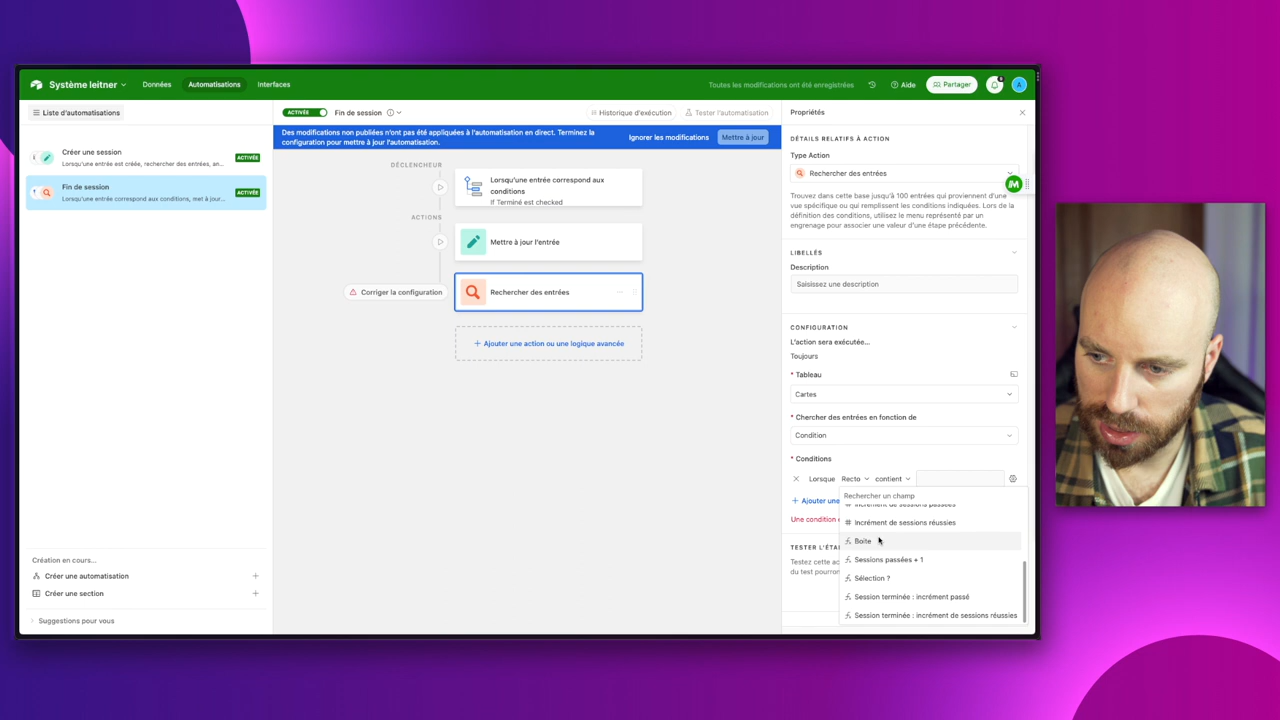 Système leitner
Données
Automatisations
Interfaces
Toutes les modifications ont été enregistrées
Aide
Partager
A
Liste d'automatisations
ACTIVÉE
Fin de session
Historique d'exécution
Tester l'automatisation
Propriétés
Des modifications non publiées n'ont pas été appliquées à l'automatisation en direct. Terminez la
configuration pour mettre à jour l'automatisation.
Ignorer les modifications
Mettre à jour
Créer une session
Lorsqu'une entrée est créée, rechercher des entrées, an...
ACTIVÉE
Fin de session
Lorsqu'une entrée correspond aux conditions, met à jour...
ACTIVÉE
DÉCLENCHEUR
Lorsqu'une entrée correspond aux
conditions
If Terminé est checked
ACTIONS
Mettre à jour l'entrée
Corriger la configuration
Rechercher des entrées
+ Ajouter une action ou une logique avancée
DÉTAILS RELATIFS À ACTION
Type Action
Rechercher des entrées
Trouvez dans cette base jusqu'à 100 entrées qui proviennent d'une
vue spécifique ou qui remplissent les conditions indiquées. Lors de la
définition des conditions, utilisez le menu représenté par un
engrenage pour associer une valeur d'une étape précédente.
LIBELLÉS
Description
Saisissez une description
CONFIGURATION
L'action sera exécutée...
Toujours
* Tableau
Cartes
* Chercher des entrées en fonction de
Condition
* Conditions
Lorsque Recto contient
Rechercher un champ
+ Ajouter une
Incrément de sessions passées
Une condition
Incrément de sessions réussies
Boite
TESTER L'ÉTA
Sessions passées + 1
Testez cette ac
du test pourron
Sélection ?
Session terminée : incrément passé
Session terminée : incrément de sessions réussies
Création en cours...
Créer une automatisation +
Créer une section +
Suggestions pour vous